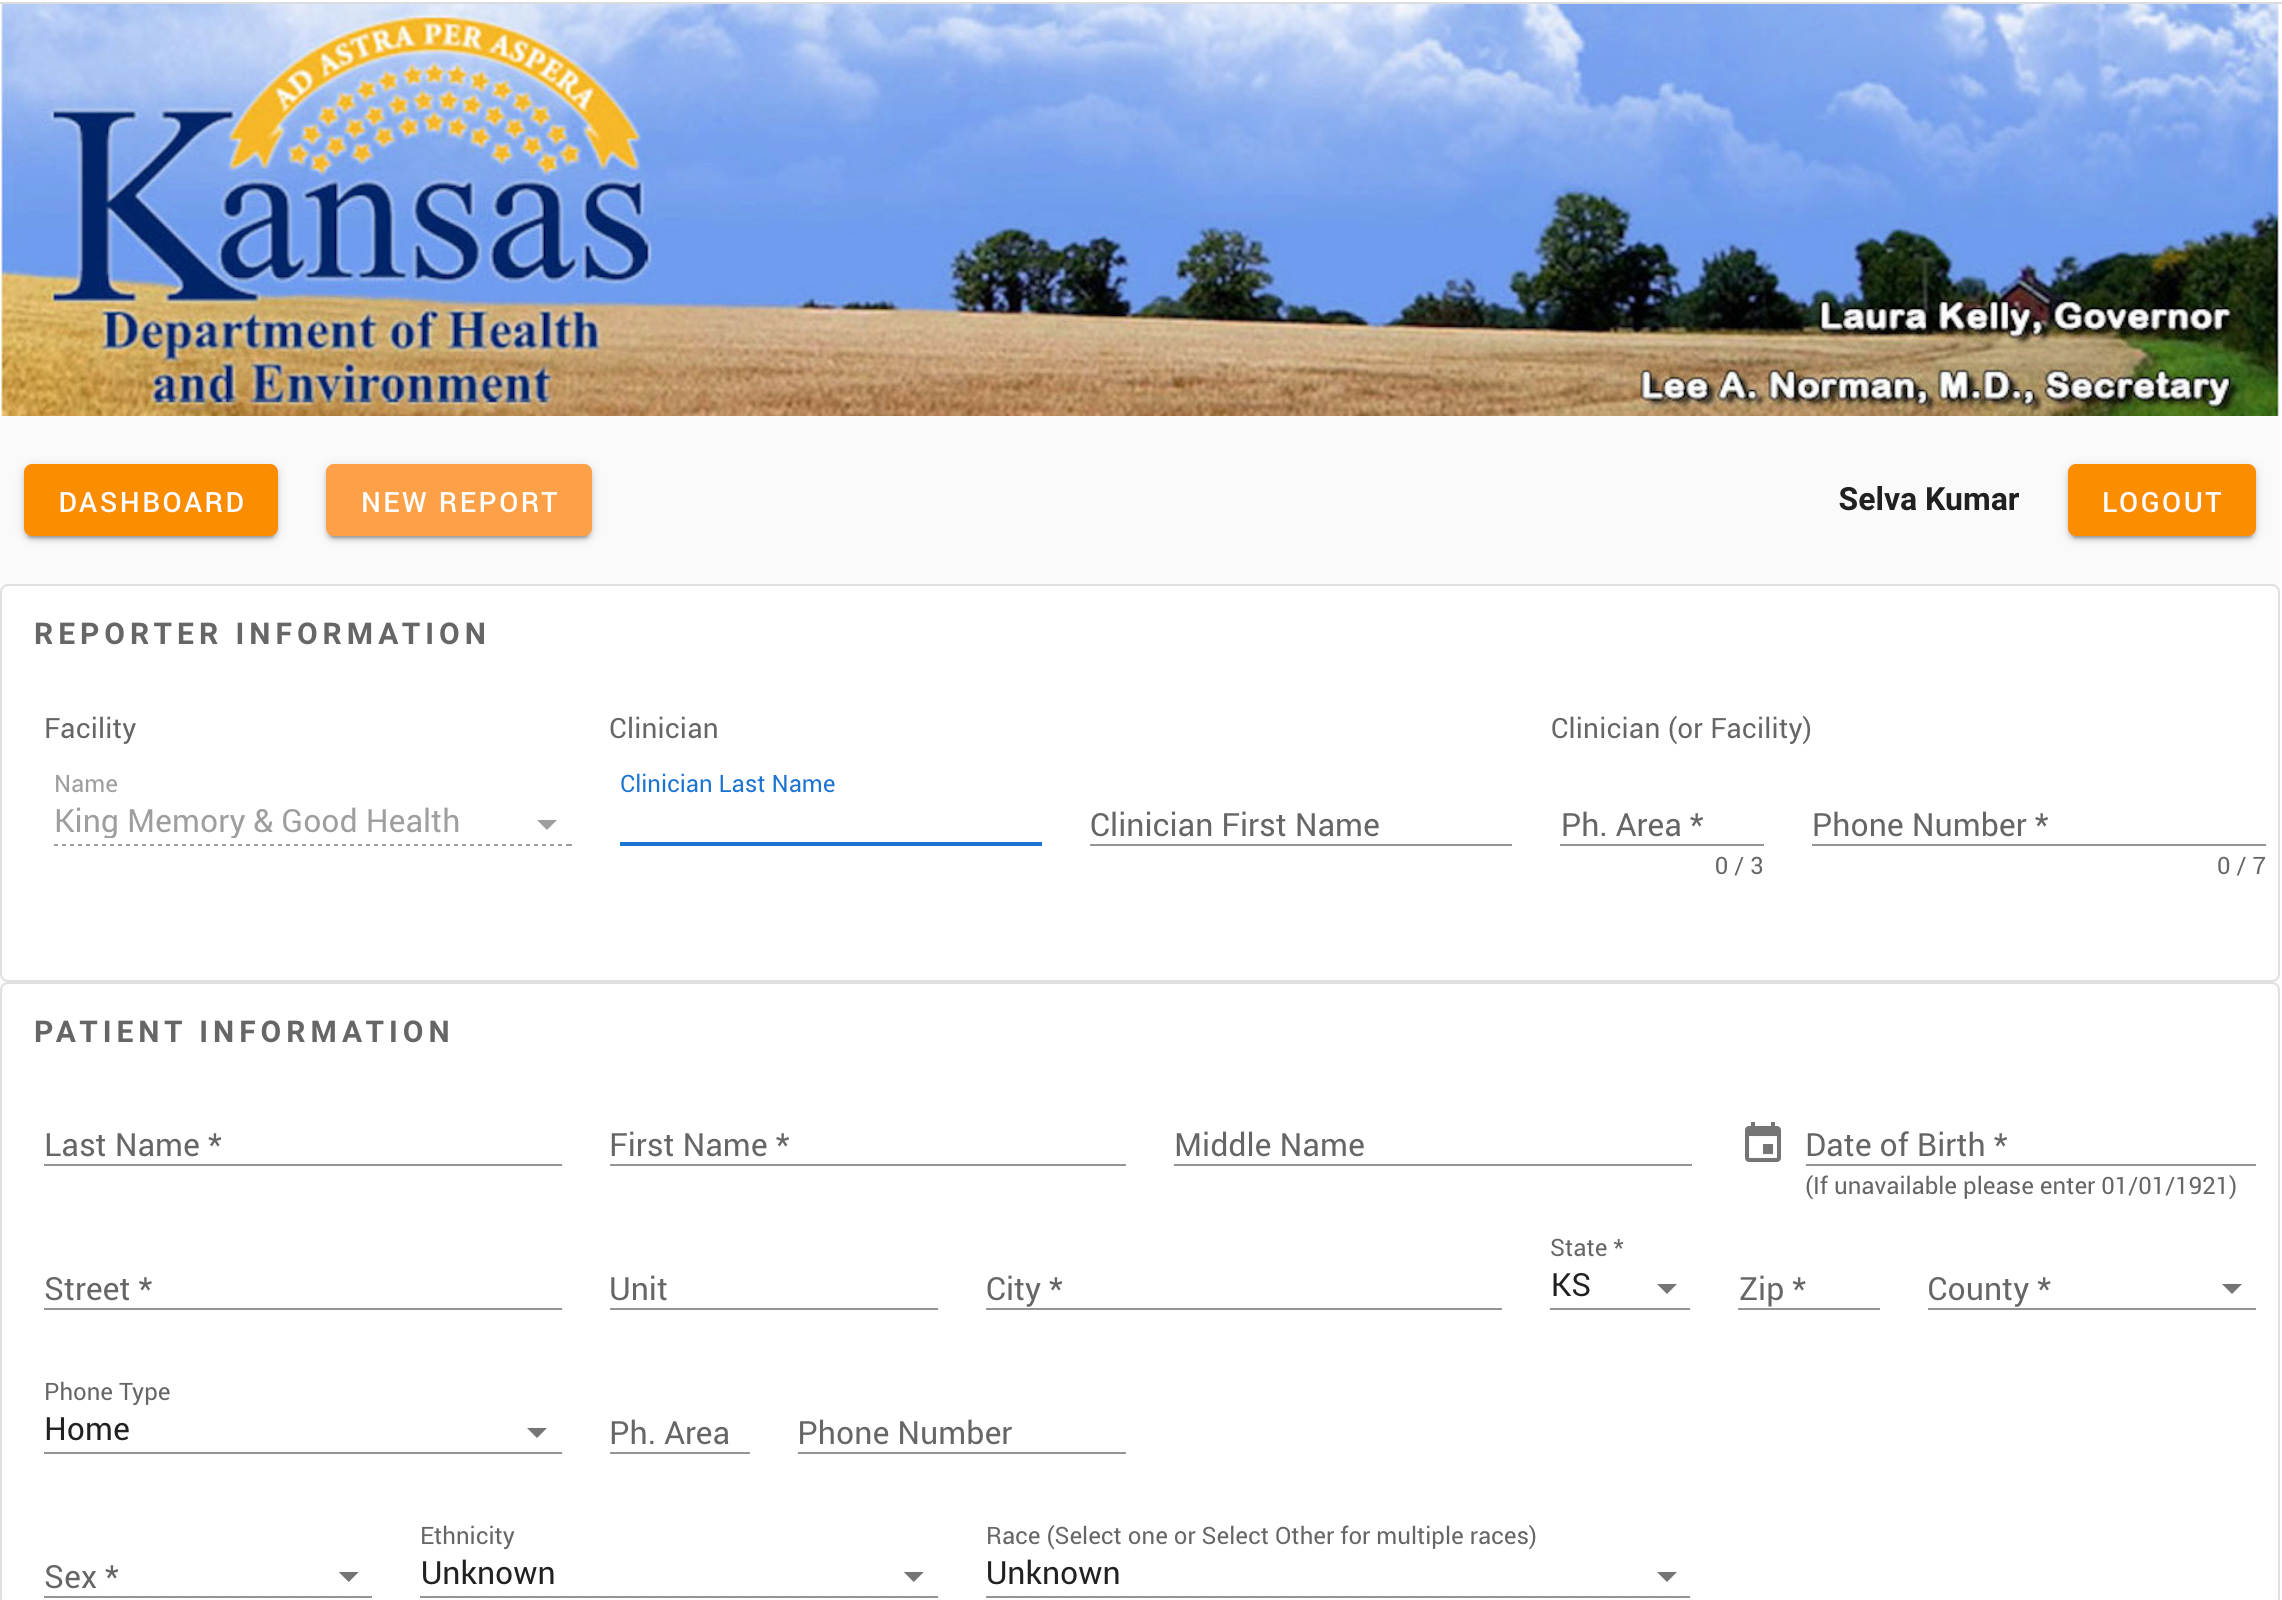 AD ASTRA PER ASPERA
Kansas
Department of Health
and Environment
Laura Kelly, Governor
Lee A. Norman, M.D., Secretary
DASHBOARD NEW REPORT Selva Kumar LOGOUT
REPORTER INFORMATION
Facility Clinician Clinician (or Facility)
Name Clinician Last Name
King Memory & Good Health Clinician First Name Ph. Area * Phone Number *
0 / 3 0 / 7
PATIENT INFORMATION
Last Name * First Name * Middle Name Date of Birth *
(If unavailable please enter 01/01/1921)
State *
Street * Unit City * KS Zip * County *
Phone Type
Home Ph. Area Phone Number
Ethnicity Race (Select one or Select Other for multiple races)
Sex * Unknown Unknown